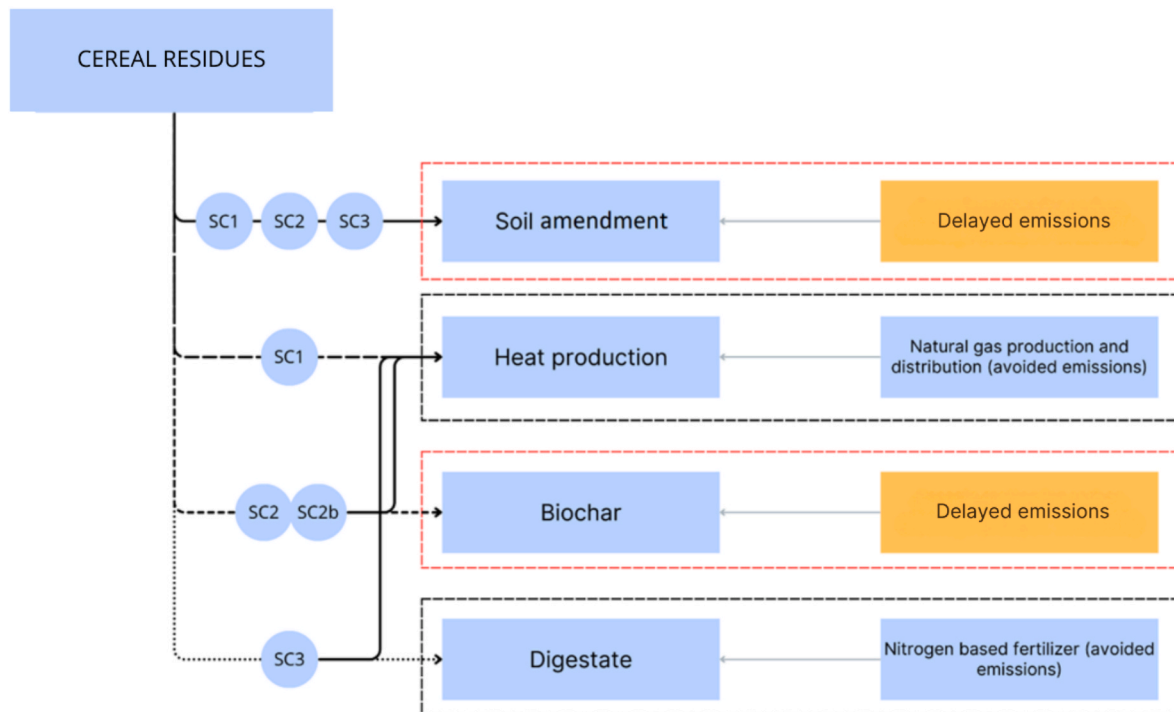 CEREAL RESIDUES
SC1 SC2 SC3
Soil amendment
Delayed emissions
SC1
Heat production
Natural gas production and
distribution (avoided emissions)
SC2 SC2b
Biochar
Delayed emissions
SC3
Digestate
Nitrogen based fertilizer (avoided
emissions)